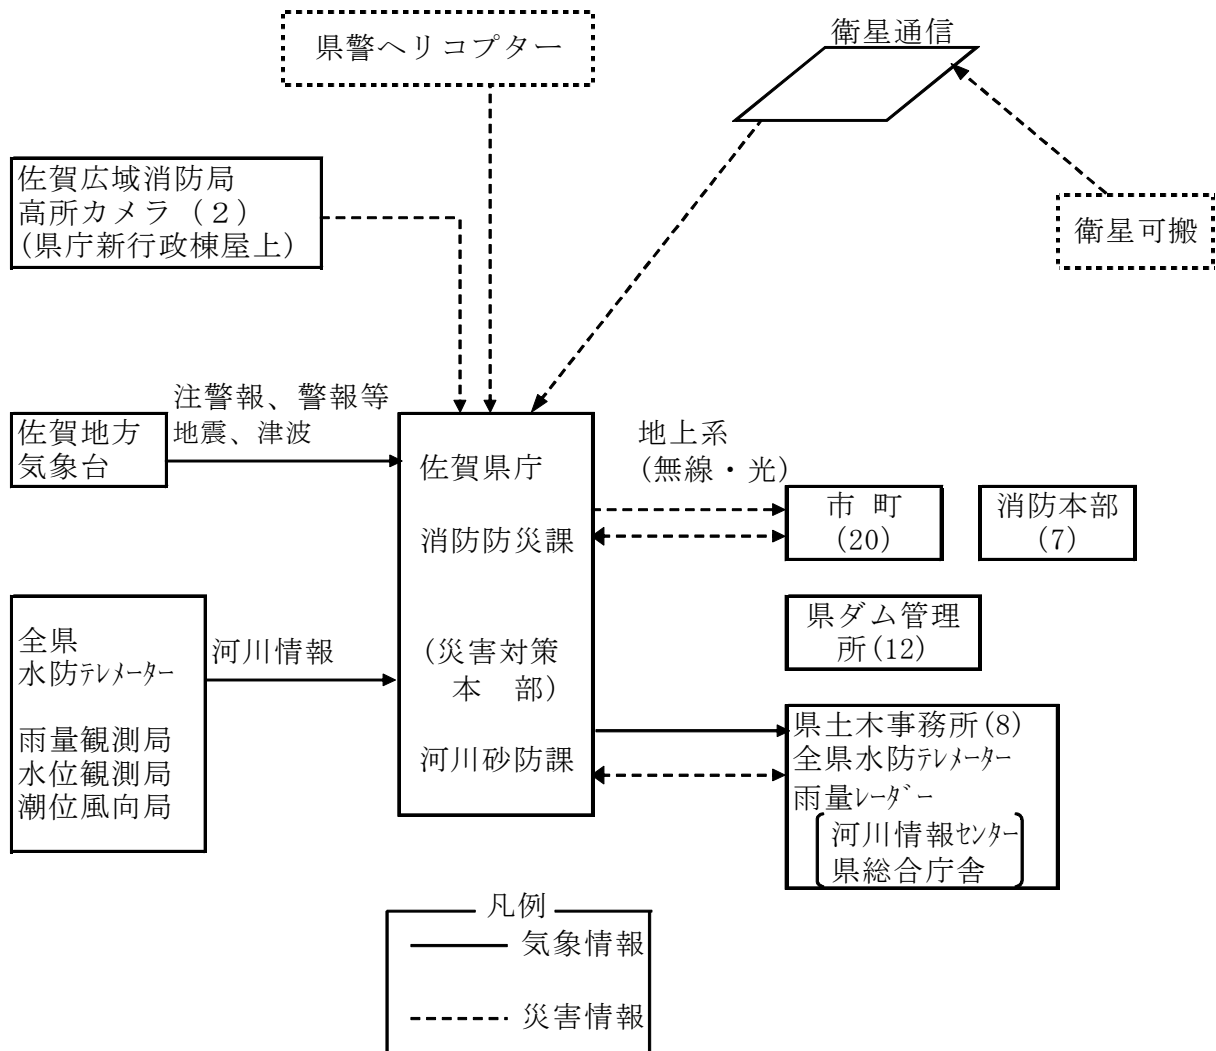 県警ヘリコプター
衛星通信
佐賀広域消防局
高所カメラ（２）
(県庁新行政棟屋上)
衛星可搬
注警報、警報等
地震、津波
佐賀地方
気象台
佐賀県庁
消防防災課
(災害対策
本　部)
河川砂防課
地上系
(無線・光)
市 町
(20)
消防本部
(7)
県ダム管理
所(12)
全県
水防ﾃﾚﾒｰﾀｰ
雨量観測局
水位観測局
潮位風向局
河川情報
県土木事務所(8)
全県水防ﾃﾚﾒｰﾀｰ
雨量ﾚｰﾀﾞｰ
河川情報ｾﾝﾀｰ
県総合庁舎
凡例
気象情報
災害情報